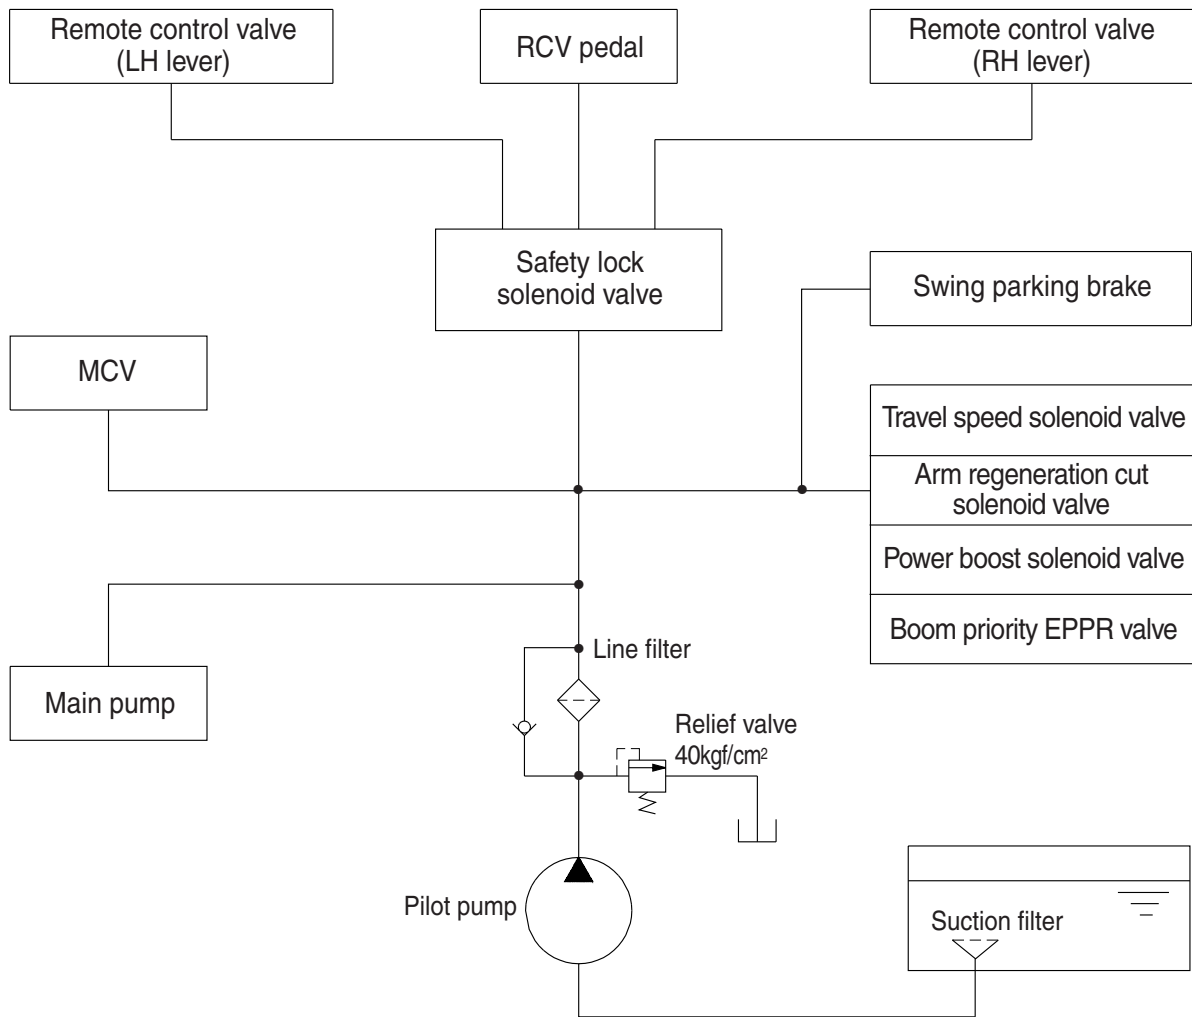 Remote control valve
(LH lever)
RCV pedal
Remote control valve
(RH lever)
Safety lock
solenoid valve
Swing parking brake
MCV
Travel speed solenoid valve
Arm regeneration cut
solenoid valve
Power boost solenoid valve
Boom priority EPPR valve
Line filter
Main pump
Relief valve
40kgf/cm²
Pilot pump
Suction filter